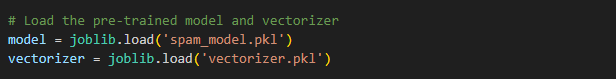 # Load the pre-trained model and vectorizer
model = joblib.load('spam_model.pkl')
vectorizer = joblib.load('vectorizer.pkl')